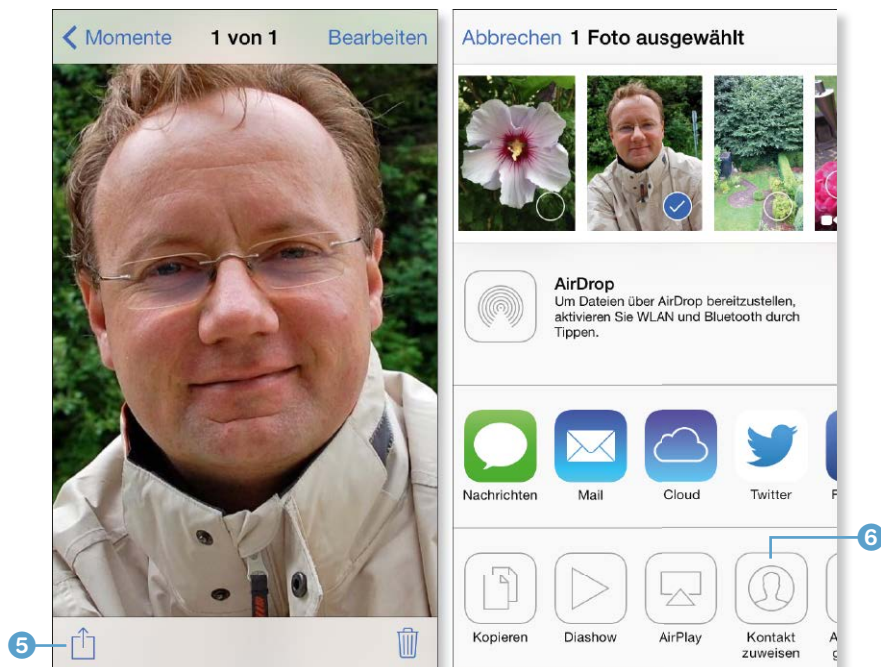 Momente
1 von 1
Bearbeiten
Abbrechen
1 Foto ausgewählt
AirDrop
Um Dateien über AirDrop bereitzustellen,
aktivieren Sie WLAN und Bluetooth durch
Tippen.
Nachrichten
Mail
Cloud
Twitter
F
6
Kopieren
Diashow
AirPlay
Kontakt
zuweisen
A
5